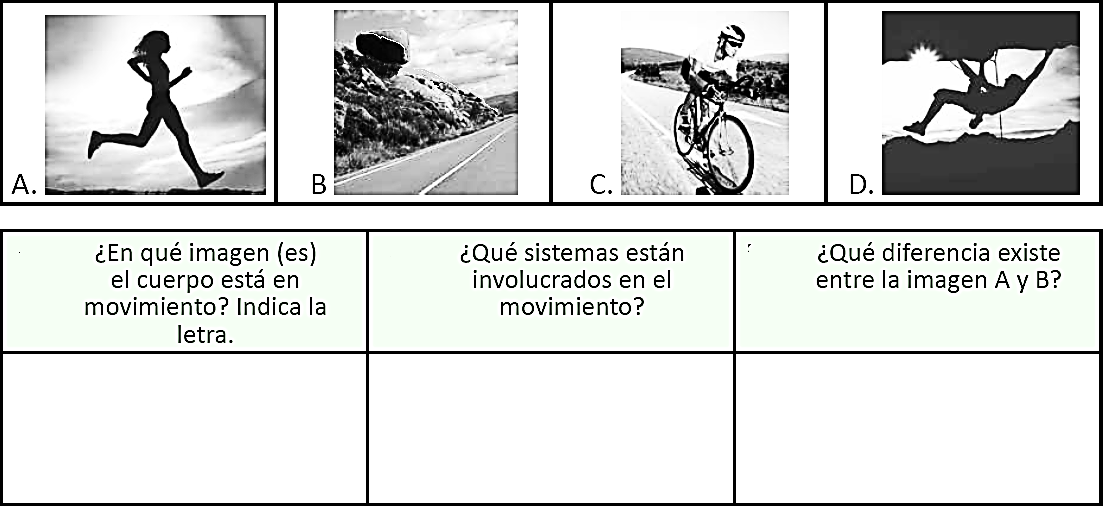 A.
B
C.
D.
¿En qué imagen (es)
el cuerpo está en
movimiento? Indica la
letra.
¿Qué sistemas están
involucrados en el
movimiento?
¿Qué diferencia existe
entre la imagen A y B?